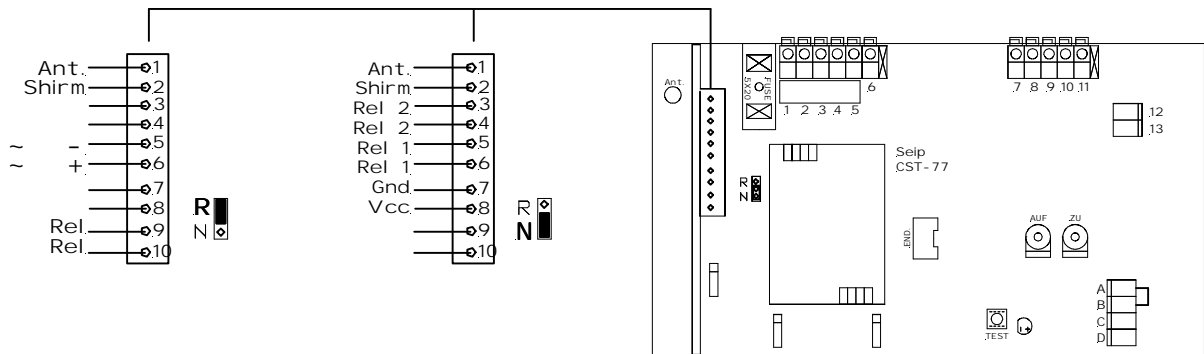 Ant. 1
Shirm 2
3
4
~ - 5
~ + 6
7
8
Rel. 9
Rel. 10
R
N
Ant. 1
Shirm 2
Rel 2 3
Rel 2 4
Rel 1 5
Rel 1 6
Gnd 7
Vcc 8
9
10
R
N
Ant.
FUSE
5X20
1 2 3 4 5 6
7 8 9 10 11
12
13
Seip
CST-77
R
N
END.
AUF ZU
A
B
C
D
TEST